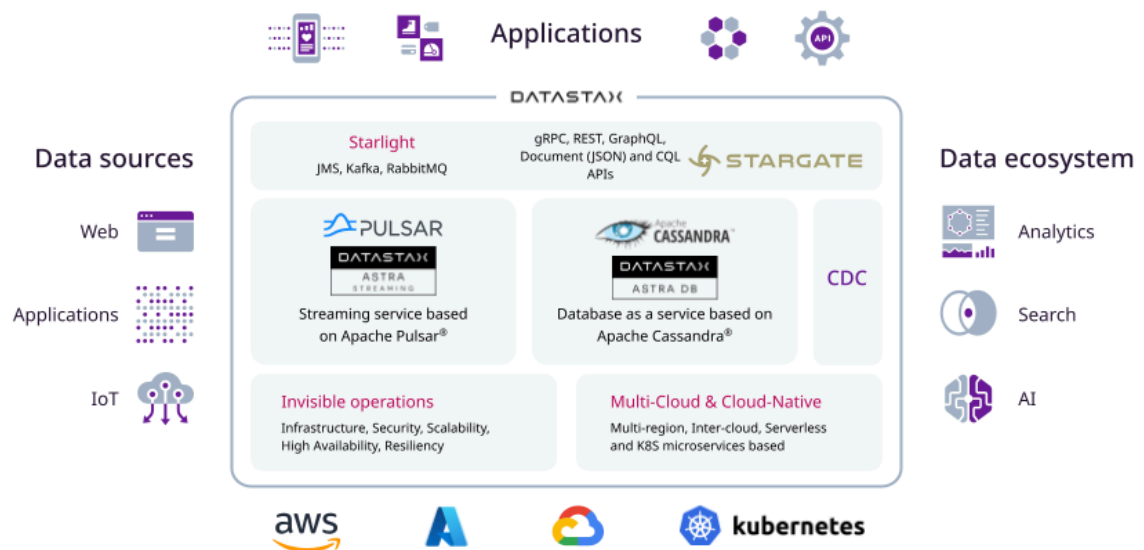 Applications
API
DATASTAX
Data sources
Web
Applications
IoT
Starlight
JMS, Kafka, RabbitMQ
gRPC, REST, GraphQL,
Document (JSON) and CQL
APIs
STARGATE
PULSAR
DATASTAX
ASTRA
STREAMING
Streaming service based
on Apache Pulsar®
Apache
CASSANDRA™
DATASTAX
ASTRA DB
Database as a service based on
Apache Cassandra®
CDC
Invisible operations
Infrastructure, Security, Scalability,
High Availability, Resiliency
Multi-Cloud & Cloud-Native
Multi-region, Inter-cloud, Serverless
and K8S microservices based
Data ecosystem
Analytics
Search
AI
aws
kubernetes